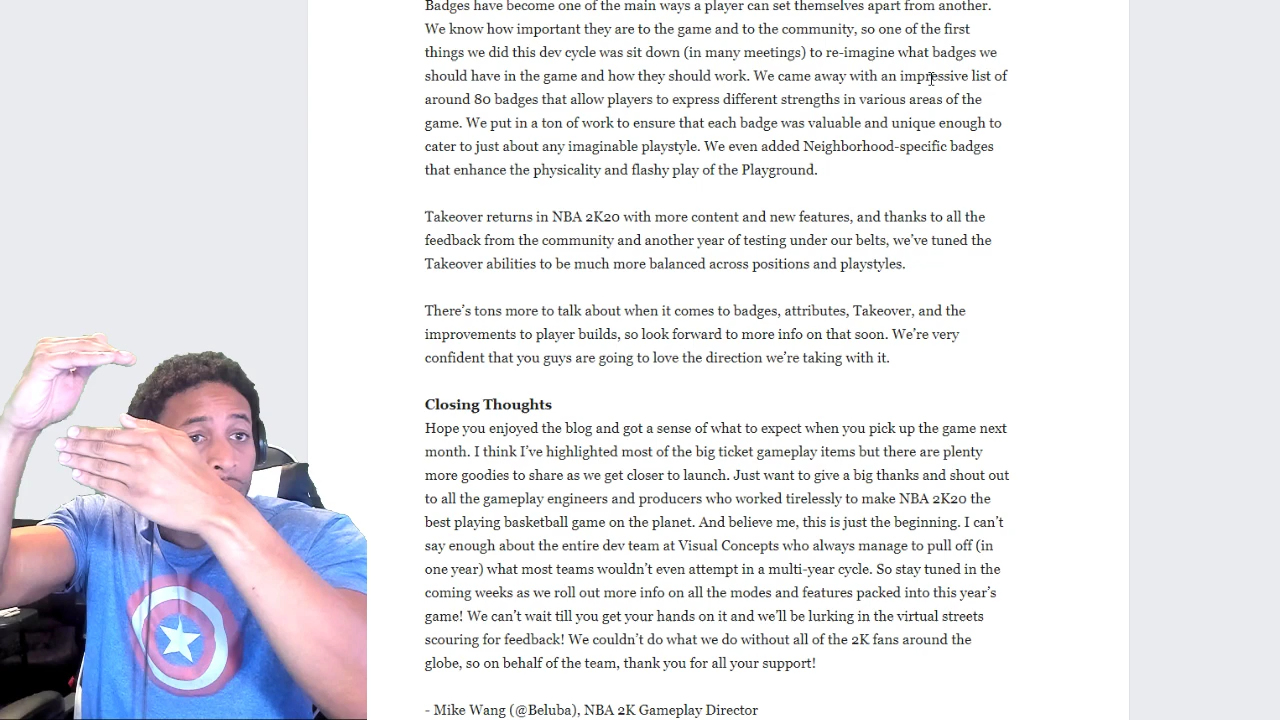 Badges have become one of the main ways a player can set themselves apart from another.
We know how important they are to the game and to the community, so one of the first
things we did this dev cycle was sit down (in many meetings) to re-imagine what badges we
should have in the game and how they should work. We came away with an impressive list of
around 80 badges that allow players to express different strengths in various areas of the
game. We put in a ton of work to ensure that each badge was valuable and unique enough to
cater to just about any imaginable playstyle. We even added Neighborhood-specific badges
that enhance the physicality and flashy play of the Playground.
Takeover returns in NBA 2K20 with more content and new features, and thanks to all the
feedback from the community and another year of testing under our belts, we’ve tuned the
Takeover abilities to be much more balanced across positions and playstyles.
There’s tons more to talk about when it comes to badges, attributes, Takeover, and the
improvements to player builds, so look forward to more info on that soon. We’re very
confident that you guys are going to love the direction we’re taking with it.
Closing Thoughts
Hope you enjoyed the blog and got a sense of what to expect when you pick up the game next
month. I think I’ve highlighted most of the big ticket gameplay items but there are plenty
more goodies to share as we get closer to launch. Just want to give a big thanks and shout out
to all the gameplay engineers and producers who worked tirelessly to make NBA 2K20 the
best playing basketball game on the planet. And believe me, this is just the beginning. I can’t
say enough about the entire dev team at Visual Concepts who always manage to pull off (in
one year) what most teams wouldn’t even attempt in a multi-year cycle. So stay tuned in the
coming weeks as we roll out more info on all the modes and features packed into this year’s
game! We can’t wait till you get your hands on it and we’ll be lurking in the virtual streets
scouring for feedback! We couldn’t do what we do without all of the 2K fans around the
globe, so on behalf of the team, thank you for all your support!
- Mike Wang (@Beluba), NBA 2K Gameplay Director